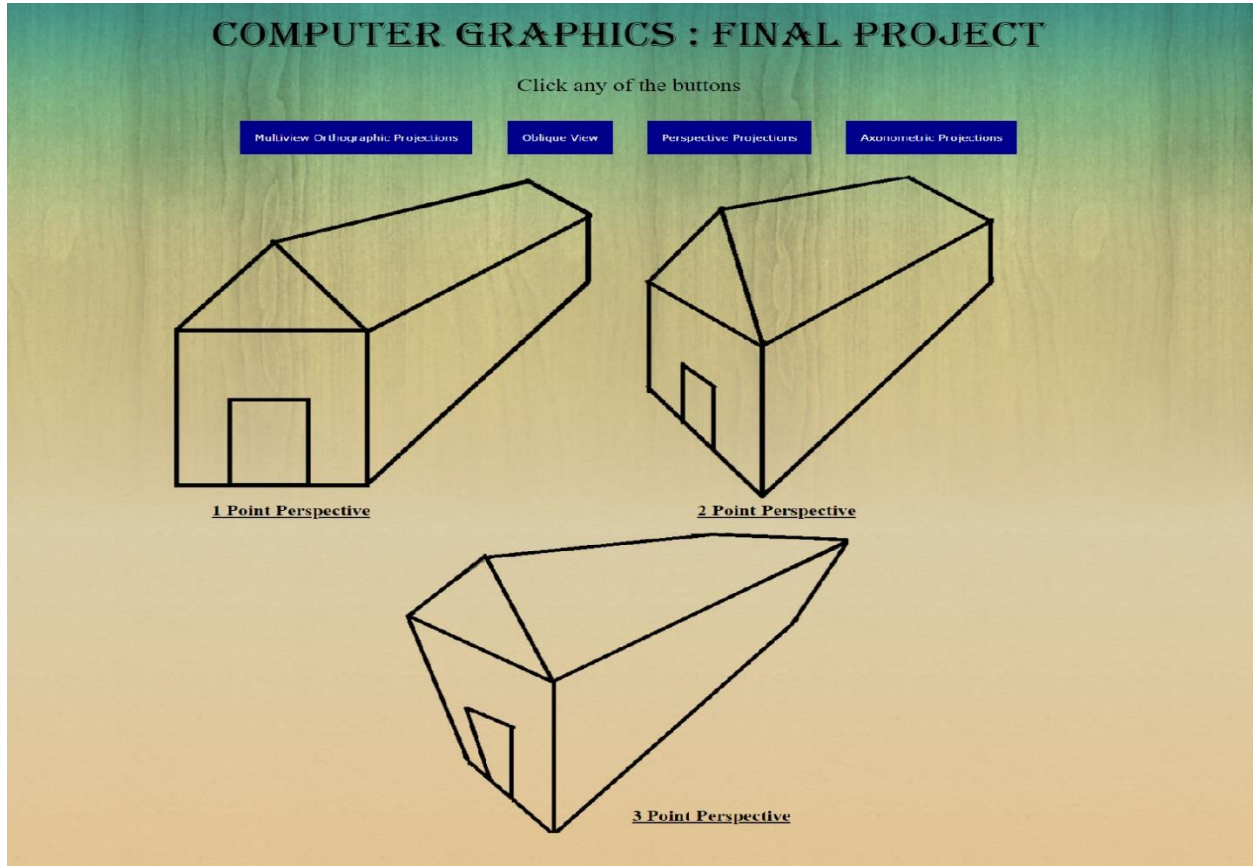 COMPUTER GRAPHICS : FINAL PROJECT
Click any of the buttons
Multiview Orthographic Projections Oblique View Perspective Projections Axonometric Projections
1 Point Perspective 2 Point Perspective
3 Point Perspective